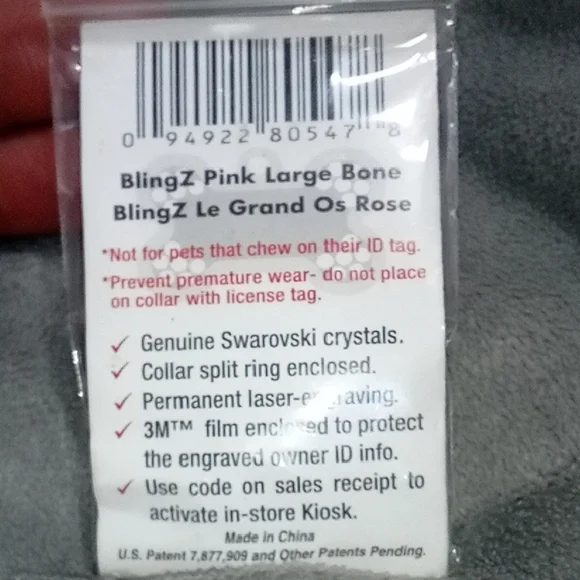 0 94922 80547 8
BlingZ Pink Large Bone
BlingZ Le Grand Os Rose
*Not for pets that chew on their ID tag.
*Prevent premature wear- do not place
on collar with license tag.
✓ Genuine Swarovski crystals.
✓ Collar split ring enclosed.
✓ Permanent laser-engraving.
✓ 3M™ film enclosed to protect
the engraved owner ID info.
✓ Use code on sales receipt to
activate in-store Kiosk.
Made in China
U.S. Patent 7,877,909 and Other Patents Pending.